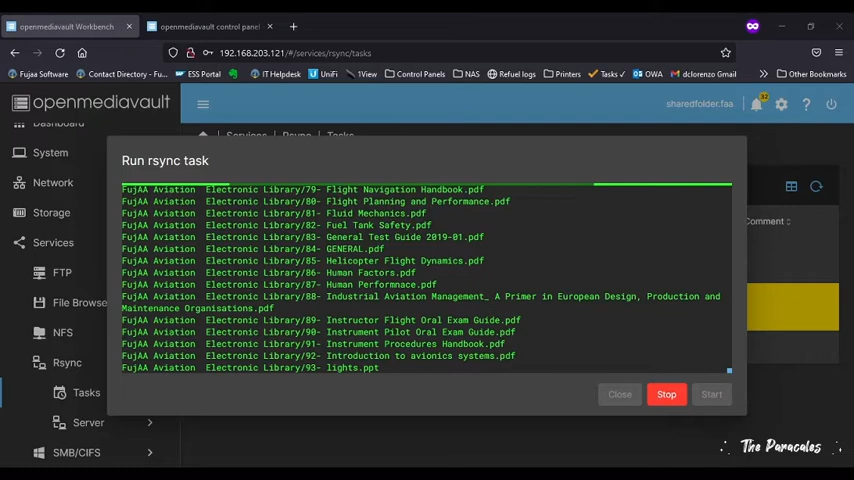 openmediavault Workbench
openmediavault control panel
192.168.203.121/#/services/rsync/tasks
Fujaa Software
Contact Directory - Fuj
ESS Portal
IT Helpdesk
UniFi
1View
Control Panels
NAS
Refuel logs
Printers
Tasks ✓
OWA
dclorenzo Gmail
Other Bookmarks
openmediavault
sharedfolder.faa
32
Dashboard
Services
Rsync
Tasks
System
Network
Storage
Services
FTP
File Browse
NFS
Rsync
Tasks
Server
SMB/CIFS
Comment
Run rsync task
FujAA Aviation  Electronic Library/79- Flight Navigation Handbook.pdf
FujAA Aviation  Electronic Library/80- Flight Planning and Performance.pdf
FujAA Aviation  Electronic Library/81- Fluid Mechanics.pdf
FujAA Aviation  Electronic Library/82- Fuel Tank Safety.pdf
FujAA Aviation  Electronic Library/83- General Test Guide 2019-01.pdf
FujAA Aviation  Electronic Library/84- GENERAL.pdf
FujAA Aviation  Electronic Library/85- Helicopter Flight Dynamics.pdf
FujAA Aviation  Electronic Library/86- Human Factors.pdf
FujAA Aviation  Electronic Library/87- Human Performnace.pdf
FujAA Aviation  Electronic Library/88- Industrial Aviation Management_ A Primer in European Design, Production and
Maintenance Organisations.pdf
FujAA Aviation  Electronic Library/89- Instructor Flight Oral Exam Guide.pdf
FujAA Aviation  Electronic Library/90- Instrument Pilot Oral Exam Guide.pdf
FujAA Aviation  Electronic Library/91- Instrument Procedures Handbook.pdf
FujAA Aviation  Electronic Library/92- Introduction to avionics systems.pdf
FujAA Aviation  Electronic Library/93- lights.ppt
Close
Stop
Start
The Paracales